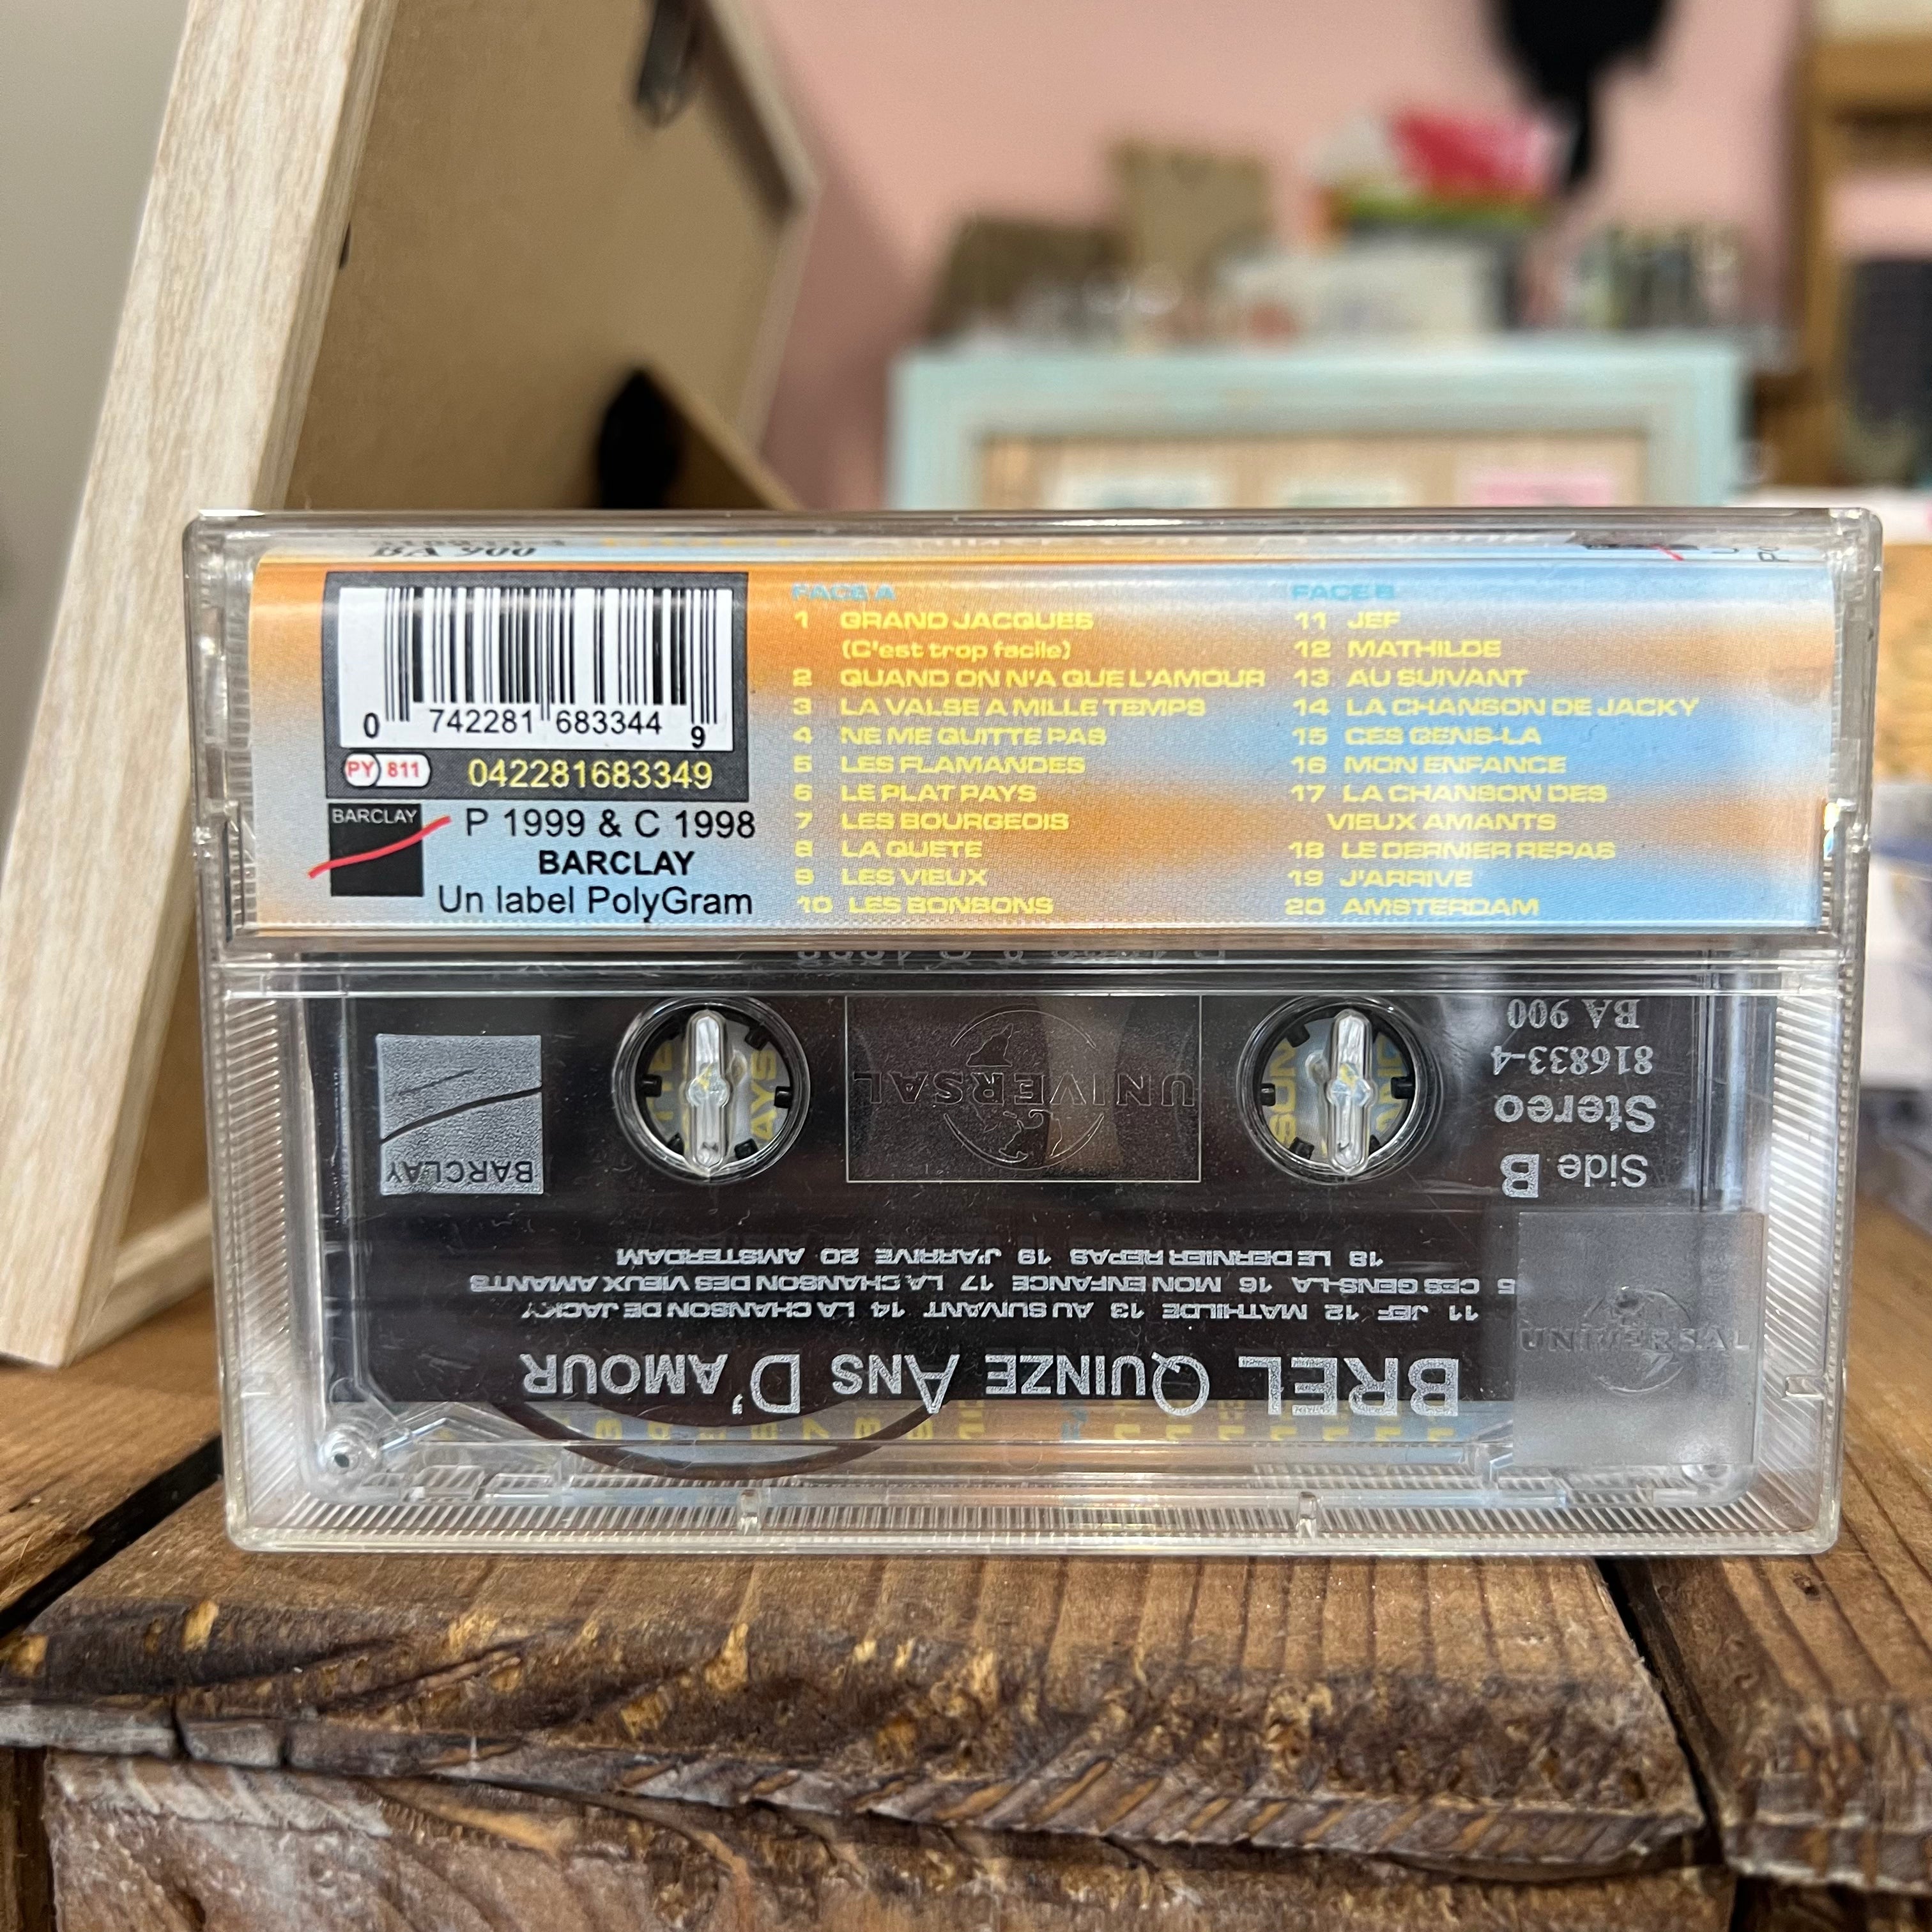 BA 900
0 742281 683344 9
PY 811 042281683349
BARCLAY
P 1999 & C 1998
BARCLAY
Un label PolyGram
FACE A
1 GRAND JACQUES
(C'est trop facile)
2 QUAND ON N'A QUE L'AMOUR
3 LA VALSE A MILLE TEMPS
4 NE ME QUITTE PAS
5 LES FLAMANDES
6 LE PLAT PAYS
7 LES BOURGEOIS
8 LA QUETE
9 LES VIEUX
10 LES BONBONS
FACE B
11 JEF
12 MATHILDE
13 AU SUIVANT
14 LA CHANSON DE JACKY
15 CES GENS-LA
16 MON ENFANCE
17 LA CHANSON DES
VIEUX AMANTS
18 LE DERNIER REPAS
19 J'ARRIVE
20 AMSTERDAM
BREL QUINZE ANS D'AMOUR
11 JEF 12 MATHILDE 13 AU SUIVANT 14 LA CHANSON DE JACKY
5 CES GENS-LA 16 MON ENFANCE 17 LA CHANSON DES VIEUX AMANTS
18 LE DERNIER REPAS 19 J'ARRIVE 20 AMSTERDAM
Side B
Stereo
816833-4
BA 900
UNIVERSAL
BARCLAY
UNIVERSAL